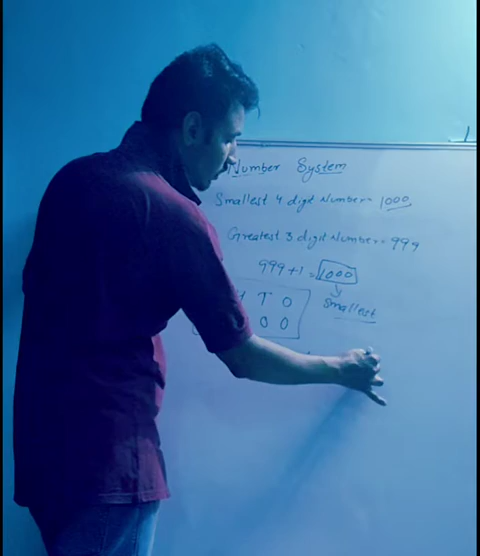 Number System
Smallest 4 digit Number = 1000
Greatest 3 digit Number = 999
999+1 = 1000
smallest
H T O
0 0